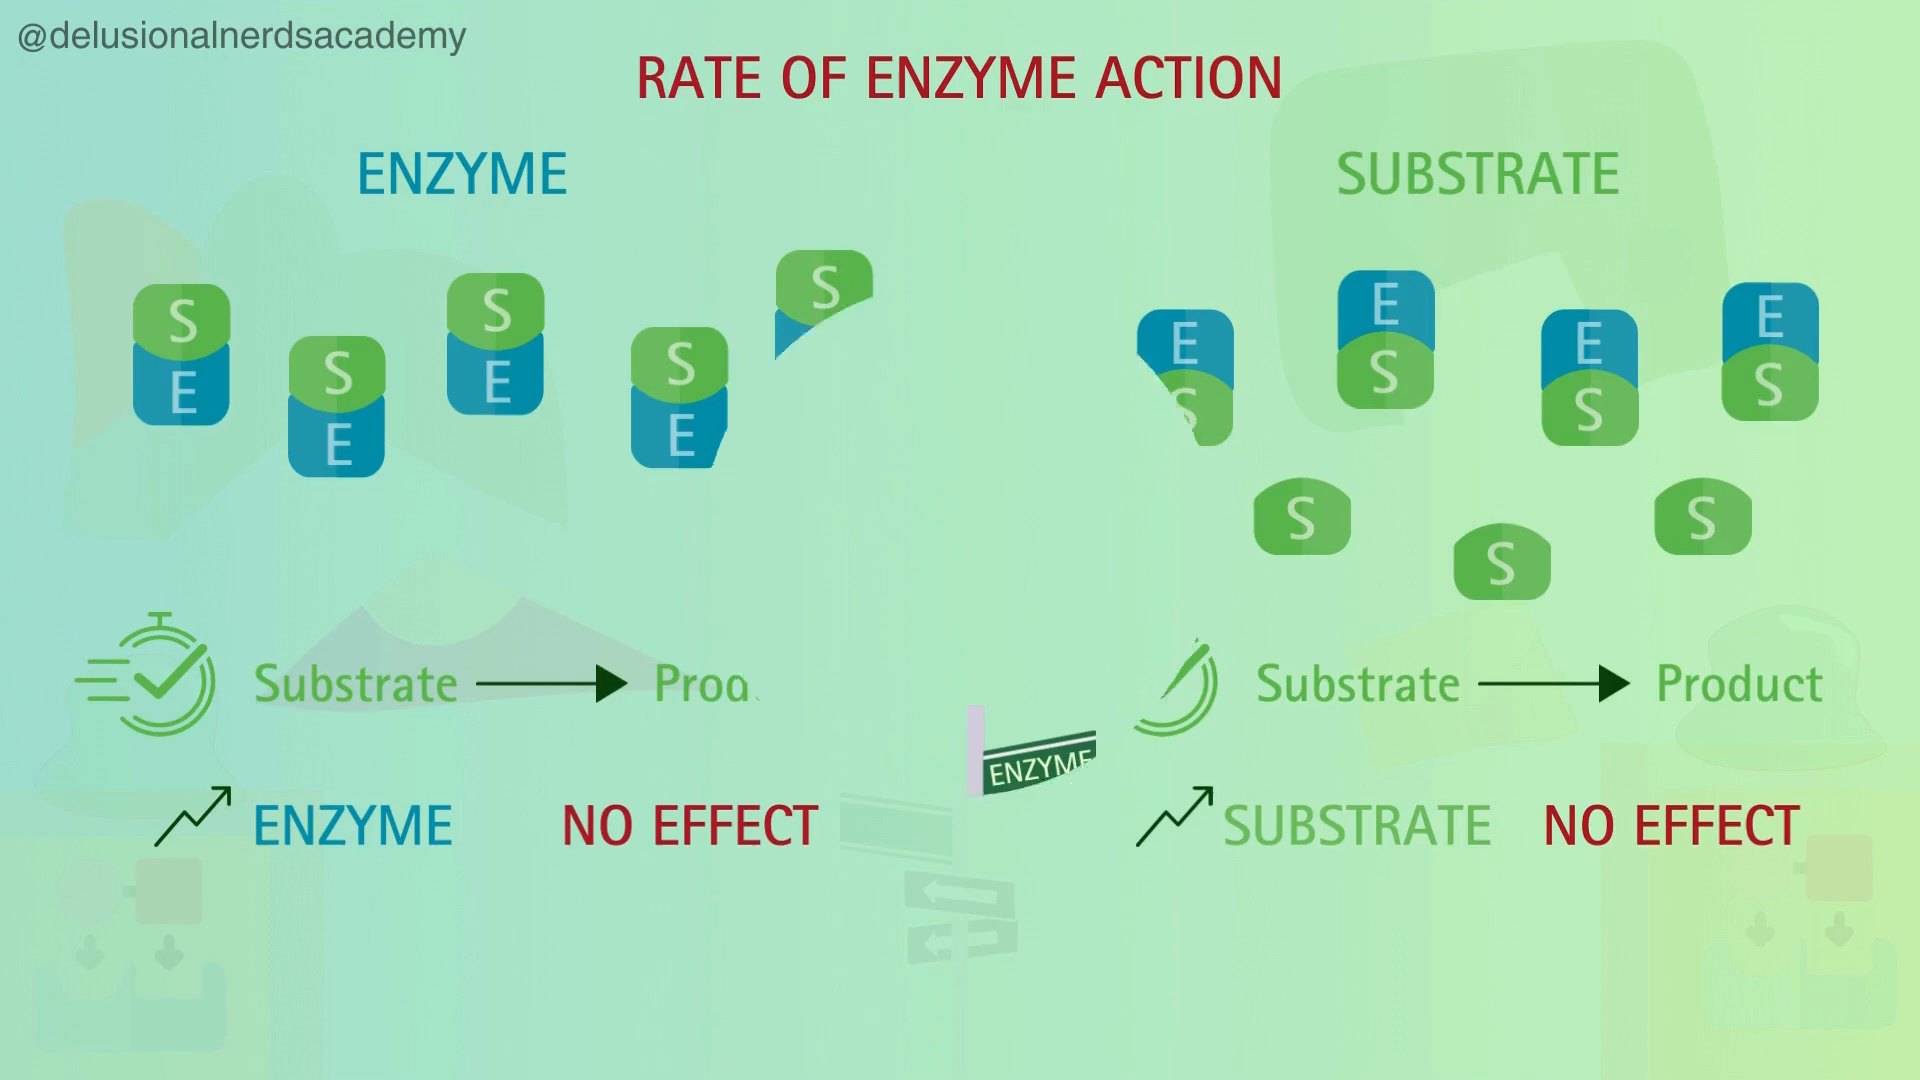 @delusionalnerdsacademy
RATE OF ENZYME ACTION
ENZYME
SUBSTRATE
S
E
S
E
S
E
S
E
S
E
S
E
S
E
S
E
S
S
S
S
Substrate
Substrate
Product
ENZYME
ENZYME
NO EFFECT
SUBSTRATE
NO EFFECT